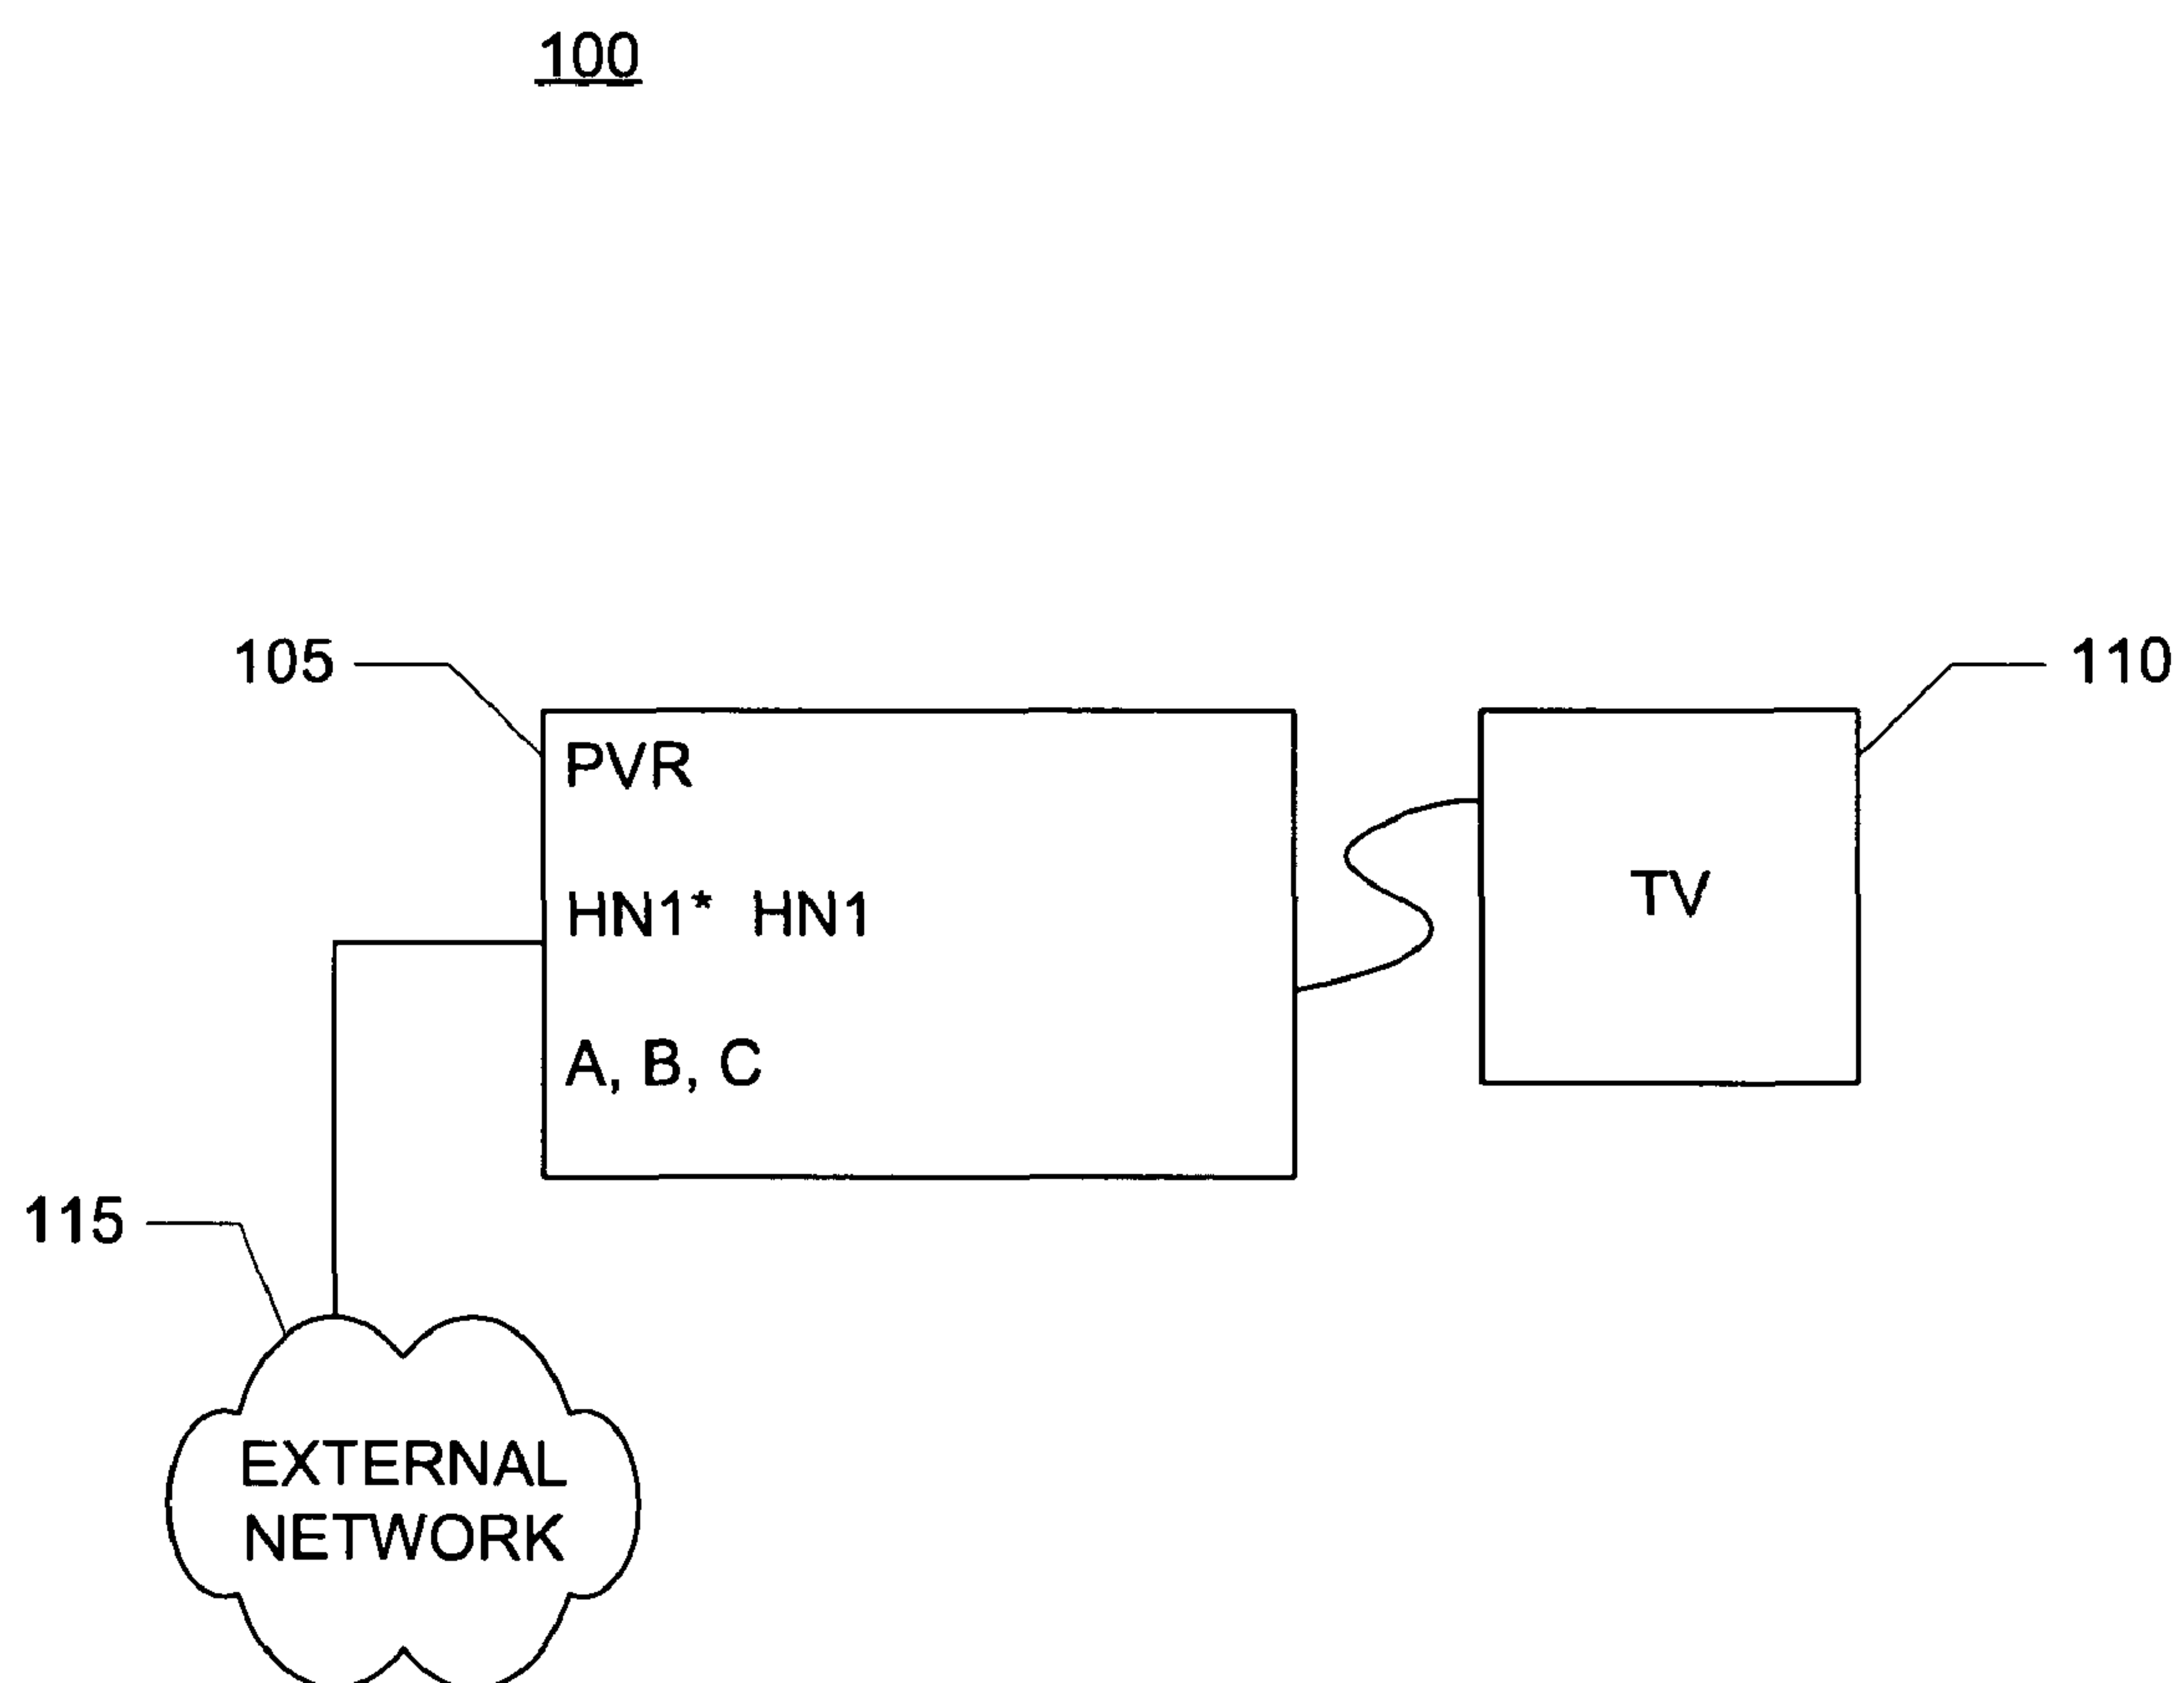 100
105
110
PVR
HN1* HN1
TV
A, B, C
115
EXTERNAL
NETWORK